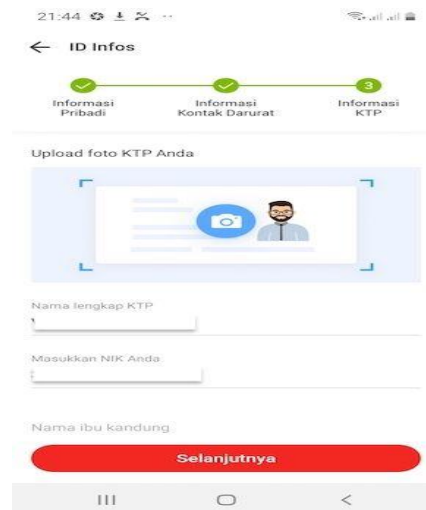 21:44
ID Infos
3
Informasi Pribadi
Informasi Kontak Darurat
Informasi KTP
Upload foto KTP Anda
Nama lengkap KTP
Masukkan NIK Anda
Nama ibu kandung
Selanjutnya